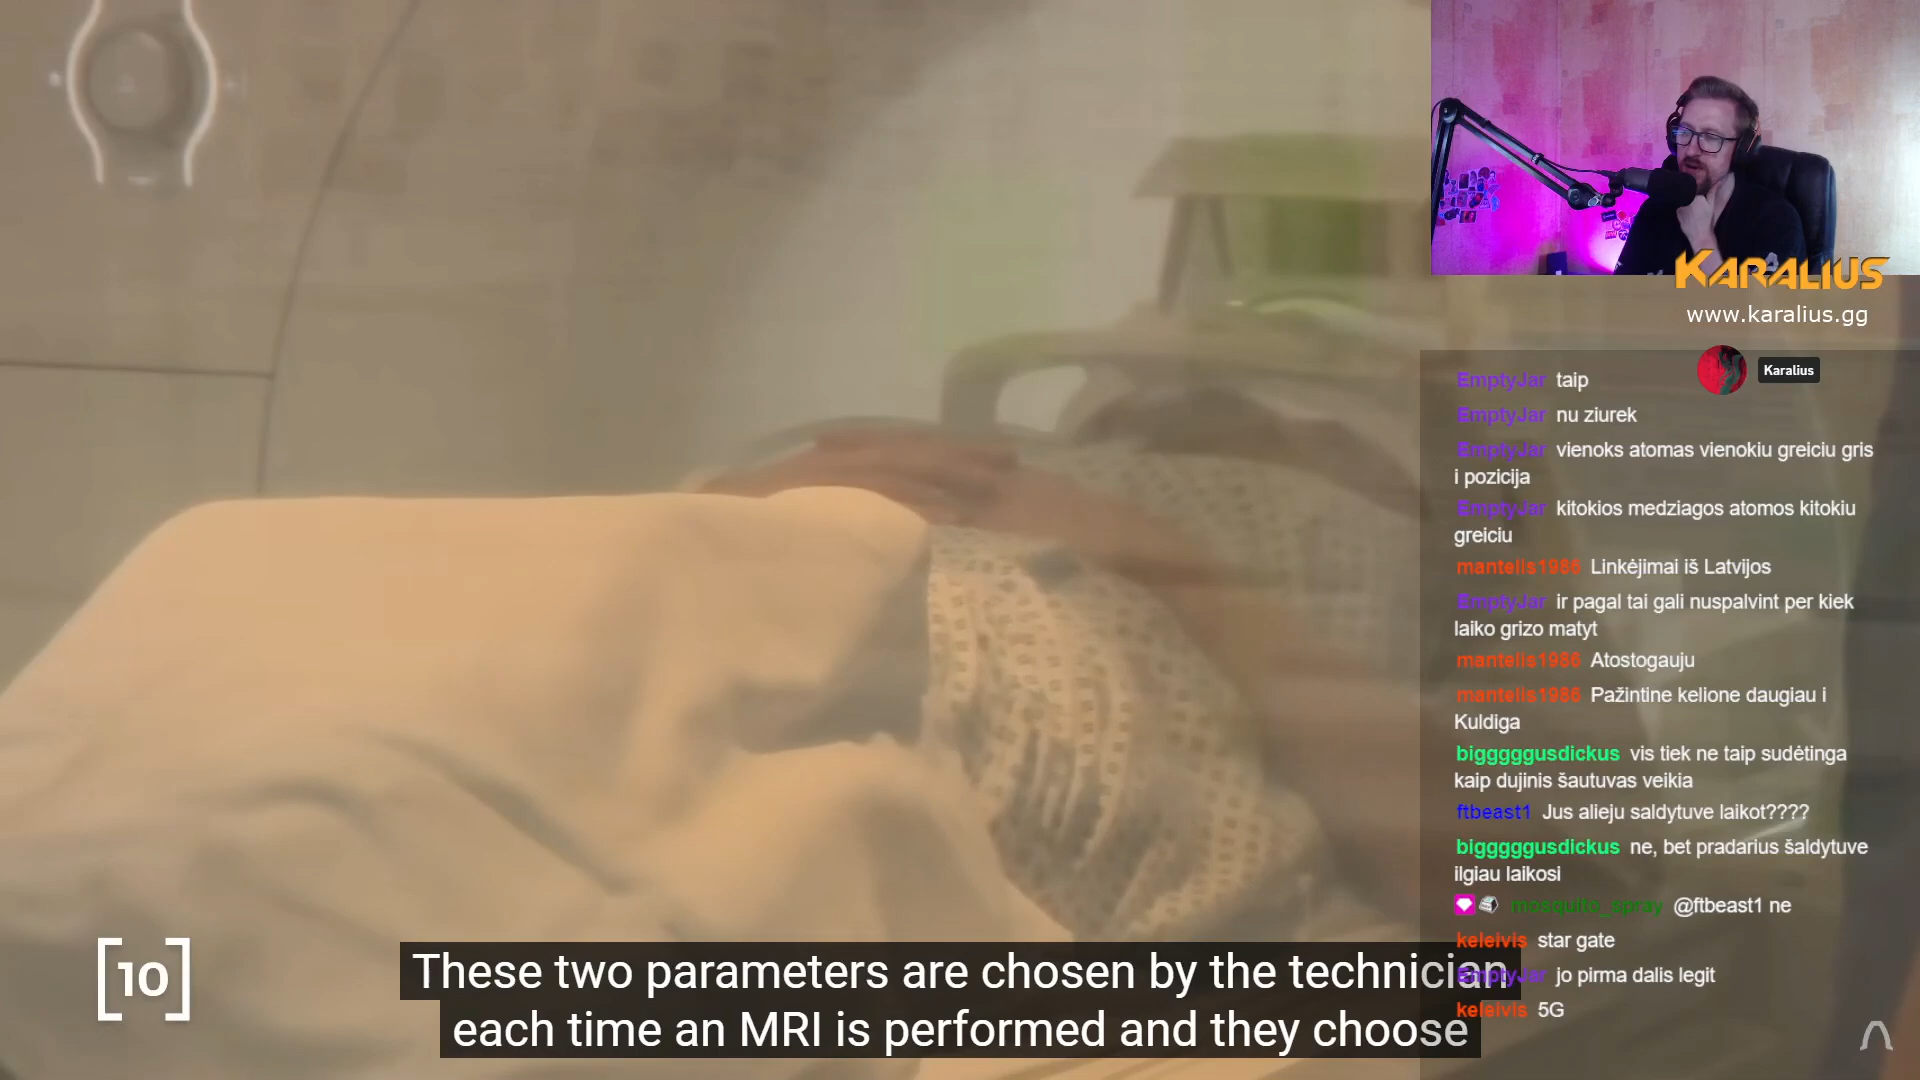 KARALIUS
www.karalius.gg
Karalius
EmptyJar taip
EmptyJar nu ziurek
EmptyJar vienoks atomas vienokiu greiciu gris
i pozicija
EmptyJar kitokios medziagos atomos kitokiu
greiciu
mantelis1986 Linkėjimai iš Latvijos
EmptyJar ir pagal tai gali nuspalvint per kiek
laiko grizo matyt
mantelis1986 Atostogauju
mantelis1986 Pažintine kelione daugiau i
Kuldiga
bigggggusdickus vis tiek ne taip sudėtinga
kaip dujinis šautuvas veikia
ftbeast1 Jus alieju saldytuve laikot????
bigggggusdickus ne, bet pradarius šaldytuve
ilgiau laikosi
mosquito_spray @ftbeast1 ne
keleivis star gate
EmptyJar jo pirma dalis legit
keleivis 5G
[10]
These two parameters are chosen by the technician
each time an MRI is performed and they choose